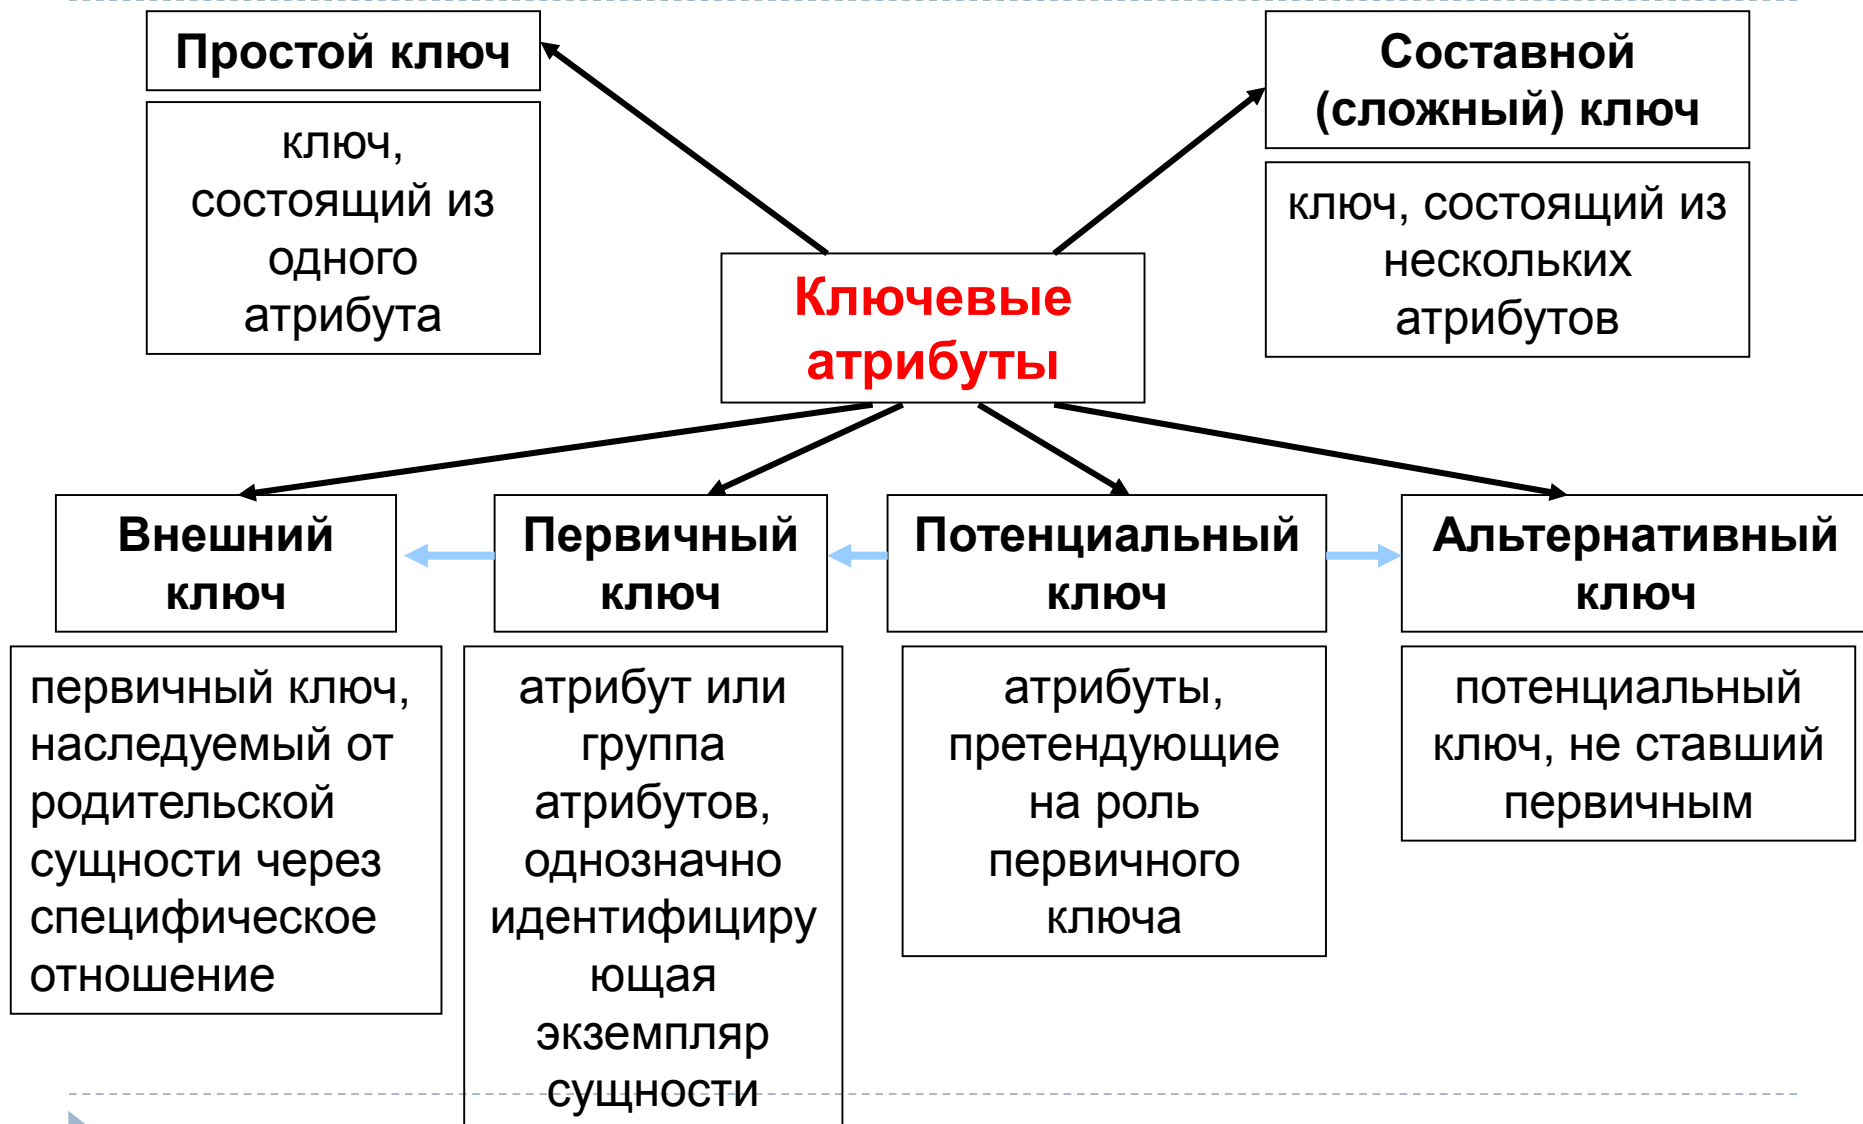 Простой ключ
ключ,
состоящий из
одного
атрибута
Составной
(сложный) ключ
ключ, состоящий из
нескольких
атрибутов
Ключевые
атрибуты
Внешний
ключ
первичный ключ,
наследуемый от
родительской
сущности через
специфическое
отношение
Первичный
ключ
атрибут или
группа
атрибутов,
однозначно
идентифициру
ющая
экземпляр
сущности
Потенциальный
ключ
атрибуты,
претендующие
на роль
первичного
ключа
Альтернативный
ключ
потенциальный
ключ, не ставший
первичным